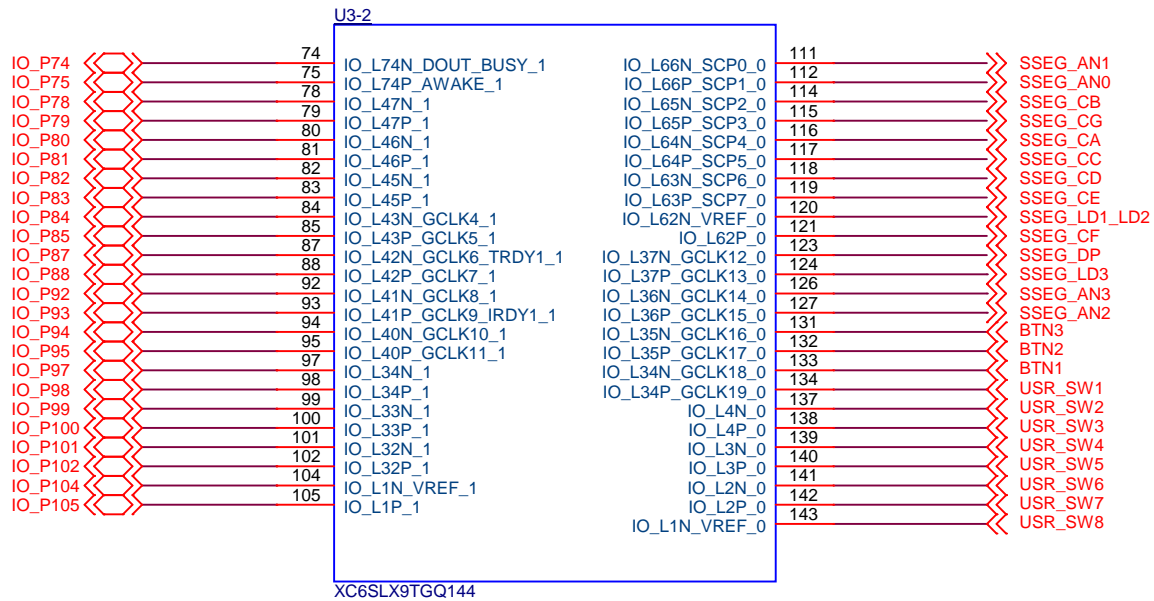 U3-2
IO_P74 74 IO_L74N_DOUT_BUSY_1 IO_L66N_SCP0_0 111 SSEG_AN1
IO_P75 75 IO_L74P_AWAKE_1 IO_L66P_SCP1_0 112 SSEG_AN0
IO_P78 78 IO_L47N_1 IO_L65N_SCP2_0 114 SSEG_CB
IO_P79 79 IO_L47P_1 IO_L65P_SCP3_0 115 SSEG_CG
IO_P80 80 IO_L46N_1 IO_L64N_SCP4_0 116 SSEG_CA
IO_P81 81 IO_L46P_1 IO_L64P_SCP5_0 117 SSEG_CC
IO_P82 82 IO_L45N_1 IO_L63N_SCP6_0 118 SSEG_CD
IO_P83 83 IO_L45P_1 IO_L63P_SCP7_0 119 SSEG_CE
IO_P84 84 IO_L43N_GCLK4_1 IO_L62N_VREF_0 120 SSEG_LD1_LD2
IO_P85 85 IO_L43P_GCLK5_1 IO_L62P_0 121 SSEG_CF
IO_P87 87 IO_L42N_GCLK6_TRDY1_1 IO_L37N_GCLK12_0 123 SSEG_DP
IO_P88 88 IO_L42P_GCLK7_1 IO_L37P_GCLK13_0 124 SSEG_LD3
IO_P92 92 IO_L41N_GCLK8_1 IO_L36N_GCLK14_0 126 SSEG_AN3
IO_P93 93 IO_L41P_GCLK9_IRDY1_1 IO_L36P_GCLK15_0 127 SSEG_AN2
IO_P94 94 IO_L40N_GCLK10_1 IO_L35N_GCLK16_0 131 BTN3
IO_P95 95 IO_L40P_GCLK11_1 IO_L35P_GCLK17_0 132 BTN2
IO_P97 97 IO_L34N_1 IO_L34N_GCLK18_0 133 BTN1
IO_P98 98 IO_L34P_1 IO_L34P_GCLK19_0 134 USR_SW1
IO_P99 99 IO_L33N_1 IO_L4N_0 137 USR_SW2
IO_P100 100 IO_L33P_1 IO_L4P_0 138 USR_SW3
IO_P101 101 IO_L32N_1 IO_L3N_0 139 USR_SW4
IO_P102 102 IO_L32P_1 IO_L3P_0 140 USR_SW5
IO_P104 104 IO_L1N_VREF_1 IO_L2N_0 141 USR_SW6
IO_P105 105 IO_L1P_1 IO_L2P_0 142 USR_SW7
IO_L1N_VREF_0 143 USR_SW8
XC6SLX9TGQ144